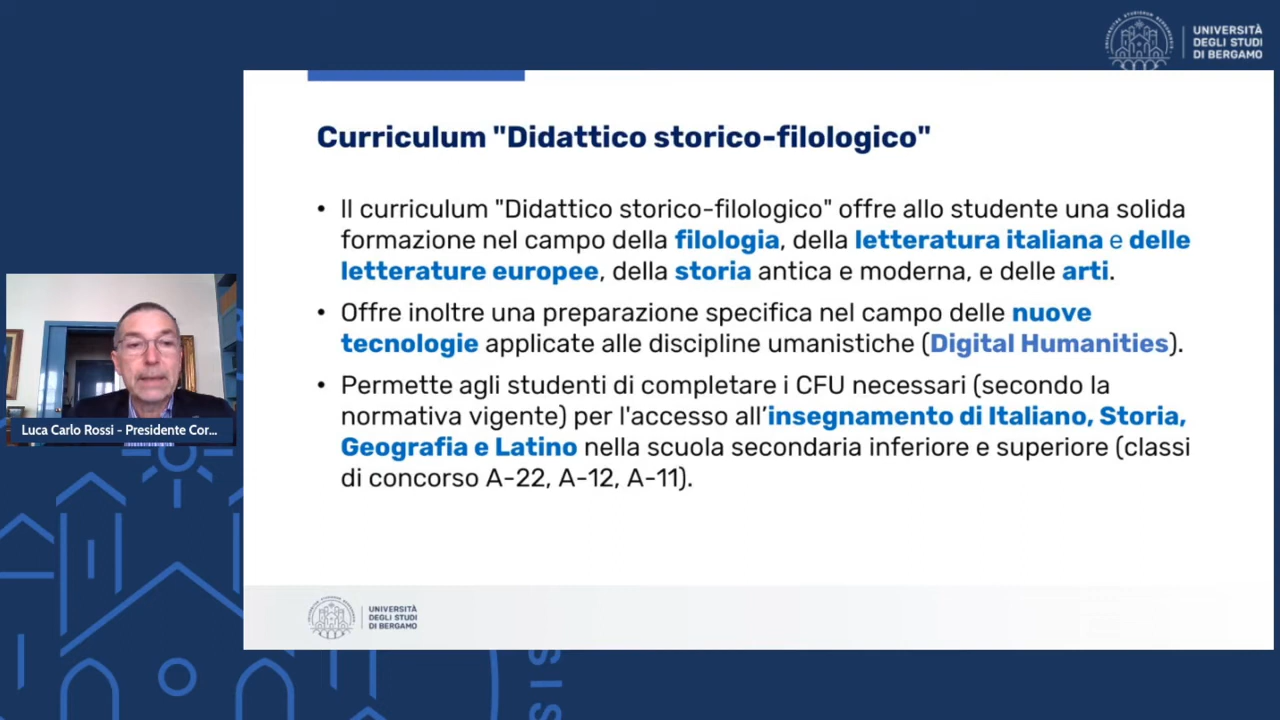 UNIVERSITÀ
DEGLI STUDI
DI BERGAMO
Curriculum "Didattico storico-filologico"
• Il curriculum "Didattico storico-filologico" offre allo studente una solida
formazione nel campo della filologia, della letteratura italiana e delle
letterature europee, della storia antica e moderna, e delle arti.
• Offre inoltre una preparazione specifica nel campo delle nuove
tecnologie applicate alle discipline umanistiche (Digital Humanities).
• Permette agli studenti di completare i CFU necessari (secondo la
normativa vigente) per l'accesso all’insegnamento di Italiano, Storia,
Geografia e Latino nella scuola secondaria inferiore e superiore (classi
di concorso A-22, A-12, A-11).
Luca Carlo Rossi - Presidente Cor...
UNIVERSITÀ
DEGLI STUDI
DI BERGAMO